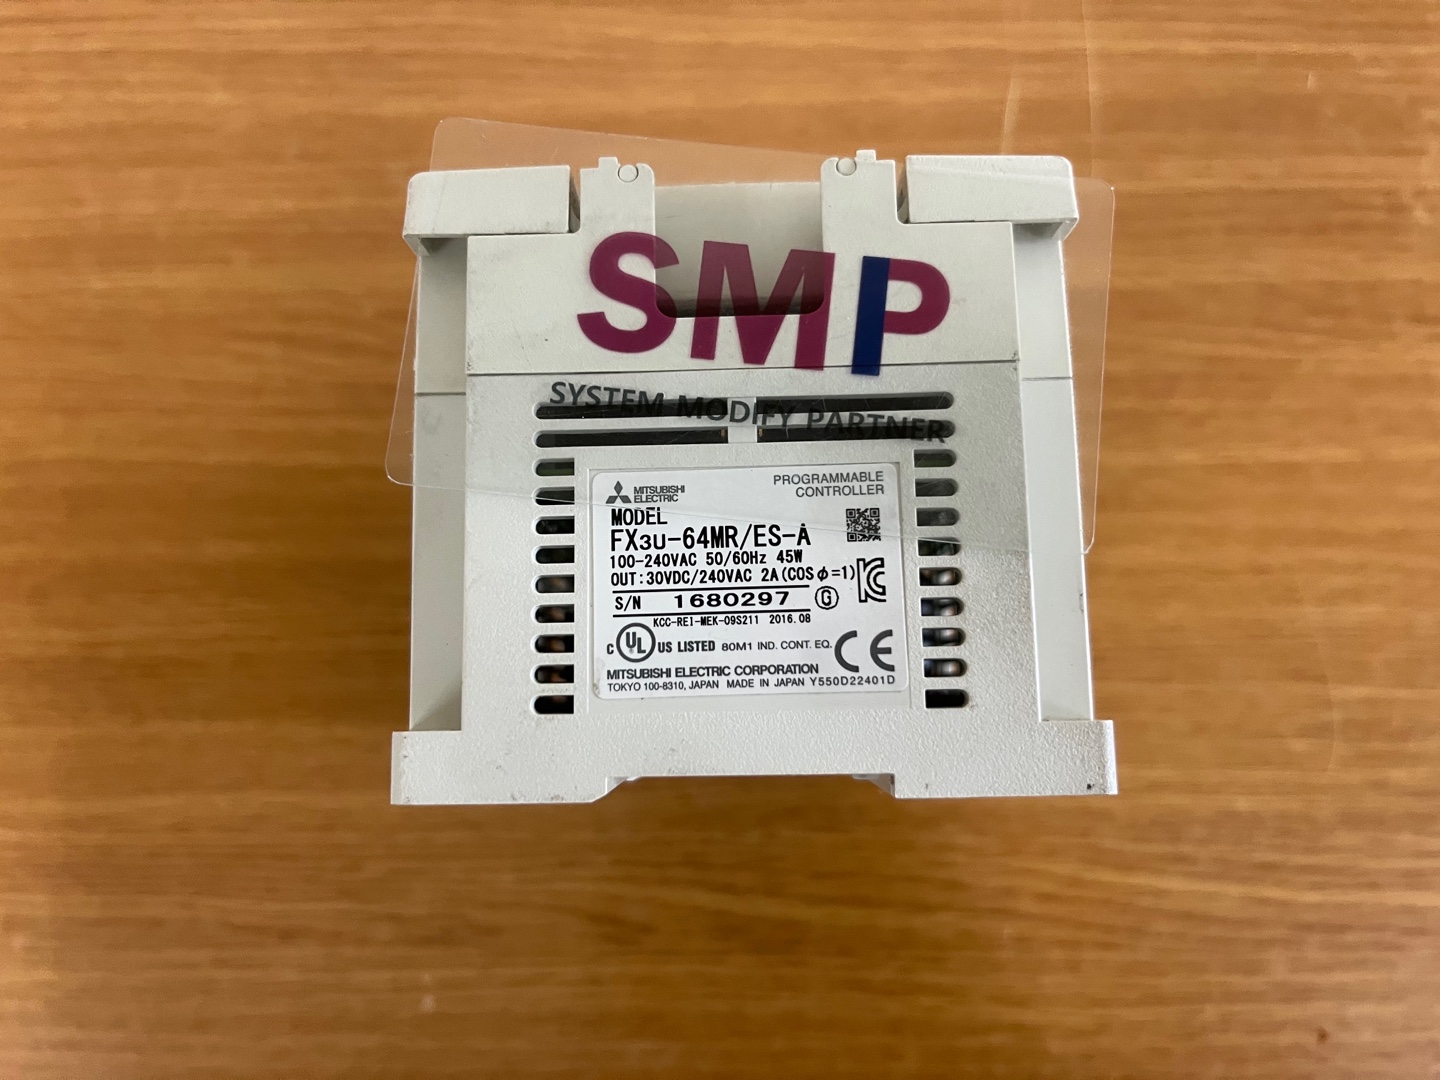 SMP
SYSTEM MODIFY PARTNER
MITSUBISHI ELECTRIC
PROGRAMMABLE CONTROLLER
MODEL
FX3U-64MR/ES-A
100-240VAC 50/60Hz 45W
OUT:30VDC/240VAC 2A(COSφ=1)
S/N 1680297 G
KCC-REI-MEK-09S211 2016.08
C UL US LISTED 80M1 IND. CONT. EQ. CE
MITSUBISHI ELECTRIC CORPORATION
TOKYO 100-8310, JAPAN MADE IN JAPAN Y550D22401D